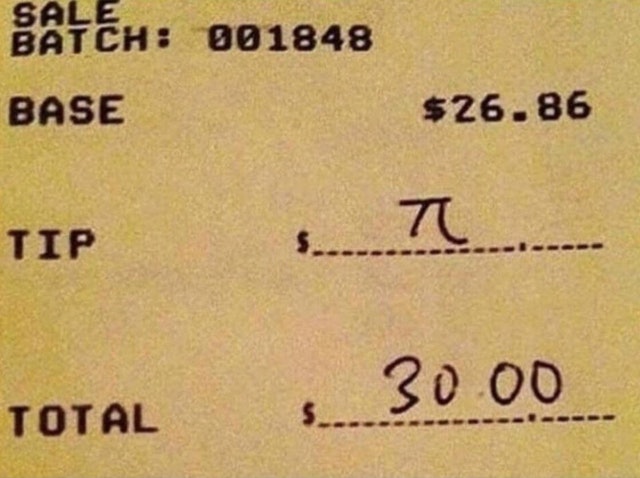 SALE
BATCH: 001848
BASE $26.86
TIP $ π
TOTAL $ 30.00